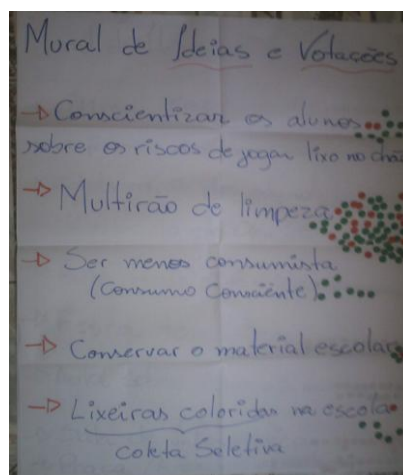 Mural de Ideias e Votações
→ Conscientizar os alunos
sobre os riscos de jogar lixo no chão
→ Multirão de limpeza
→ Ser menos consumista
(Consumo Consciente)
→ Conservar o material escolar
→ Lixeiras coloridas na escola
coleta Seletiva